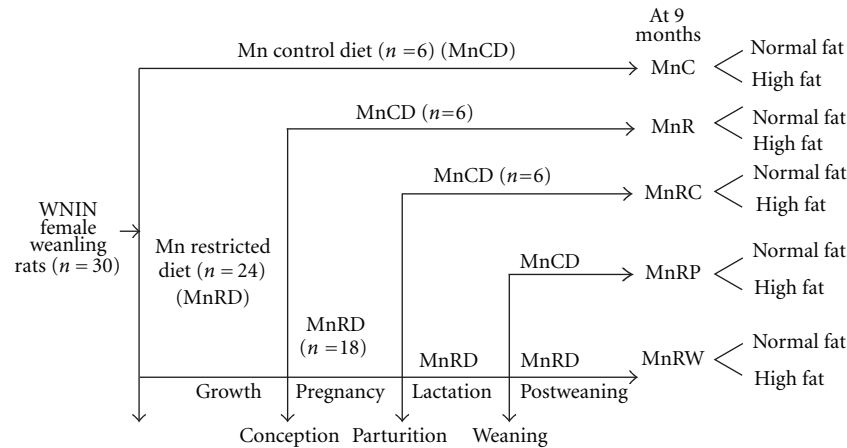 At 9
months
Mn control diet (n=6) (MnCD)
MnC
Normal fat
High fat
MnCD (n=6)
MnR
Normal fat
High fat
MnCD (n=6)
MnRC
Normal fat
High fat
WNIN
female
weanling
rats (n = 30)
Mn restricted
diet (n = 24)
(MnRD)
MnCD
MnRP
Normal fat
High fat
MnRD
(n=18)
MnRD
MnRD
MnRW
Normal fat
High fat
Growth
Pregnancy
Lactation
Postweaning
Conception
Parturition
Weaning